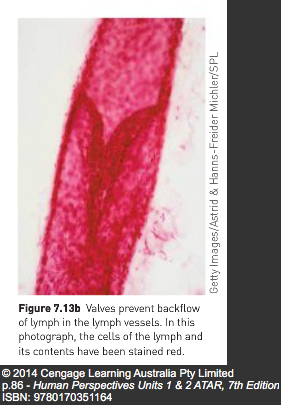 Getty Images/Astrid & Hanns-Freider Michler/SPL
Figure 7.13b Valves prevent backflow
of lymph in the lymph vessels. In this
photograph, the cells of the lymph and
its contents have been stained red.
© 2014 Cengage Learning Australia Pty Limited
p.86 - Human Perspectives Units 1 & 2 ATAR, 7th Edition
ISBN: 9780170351164